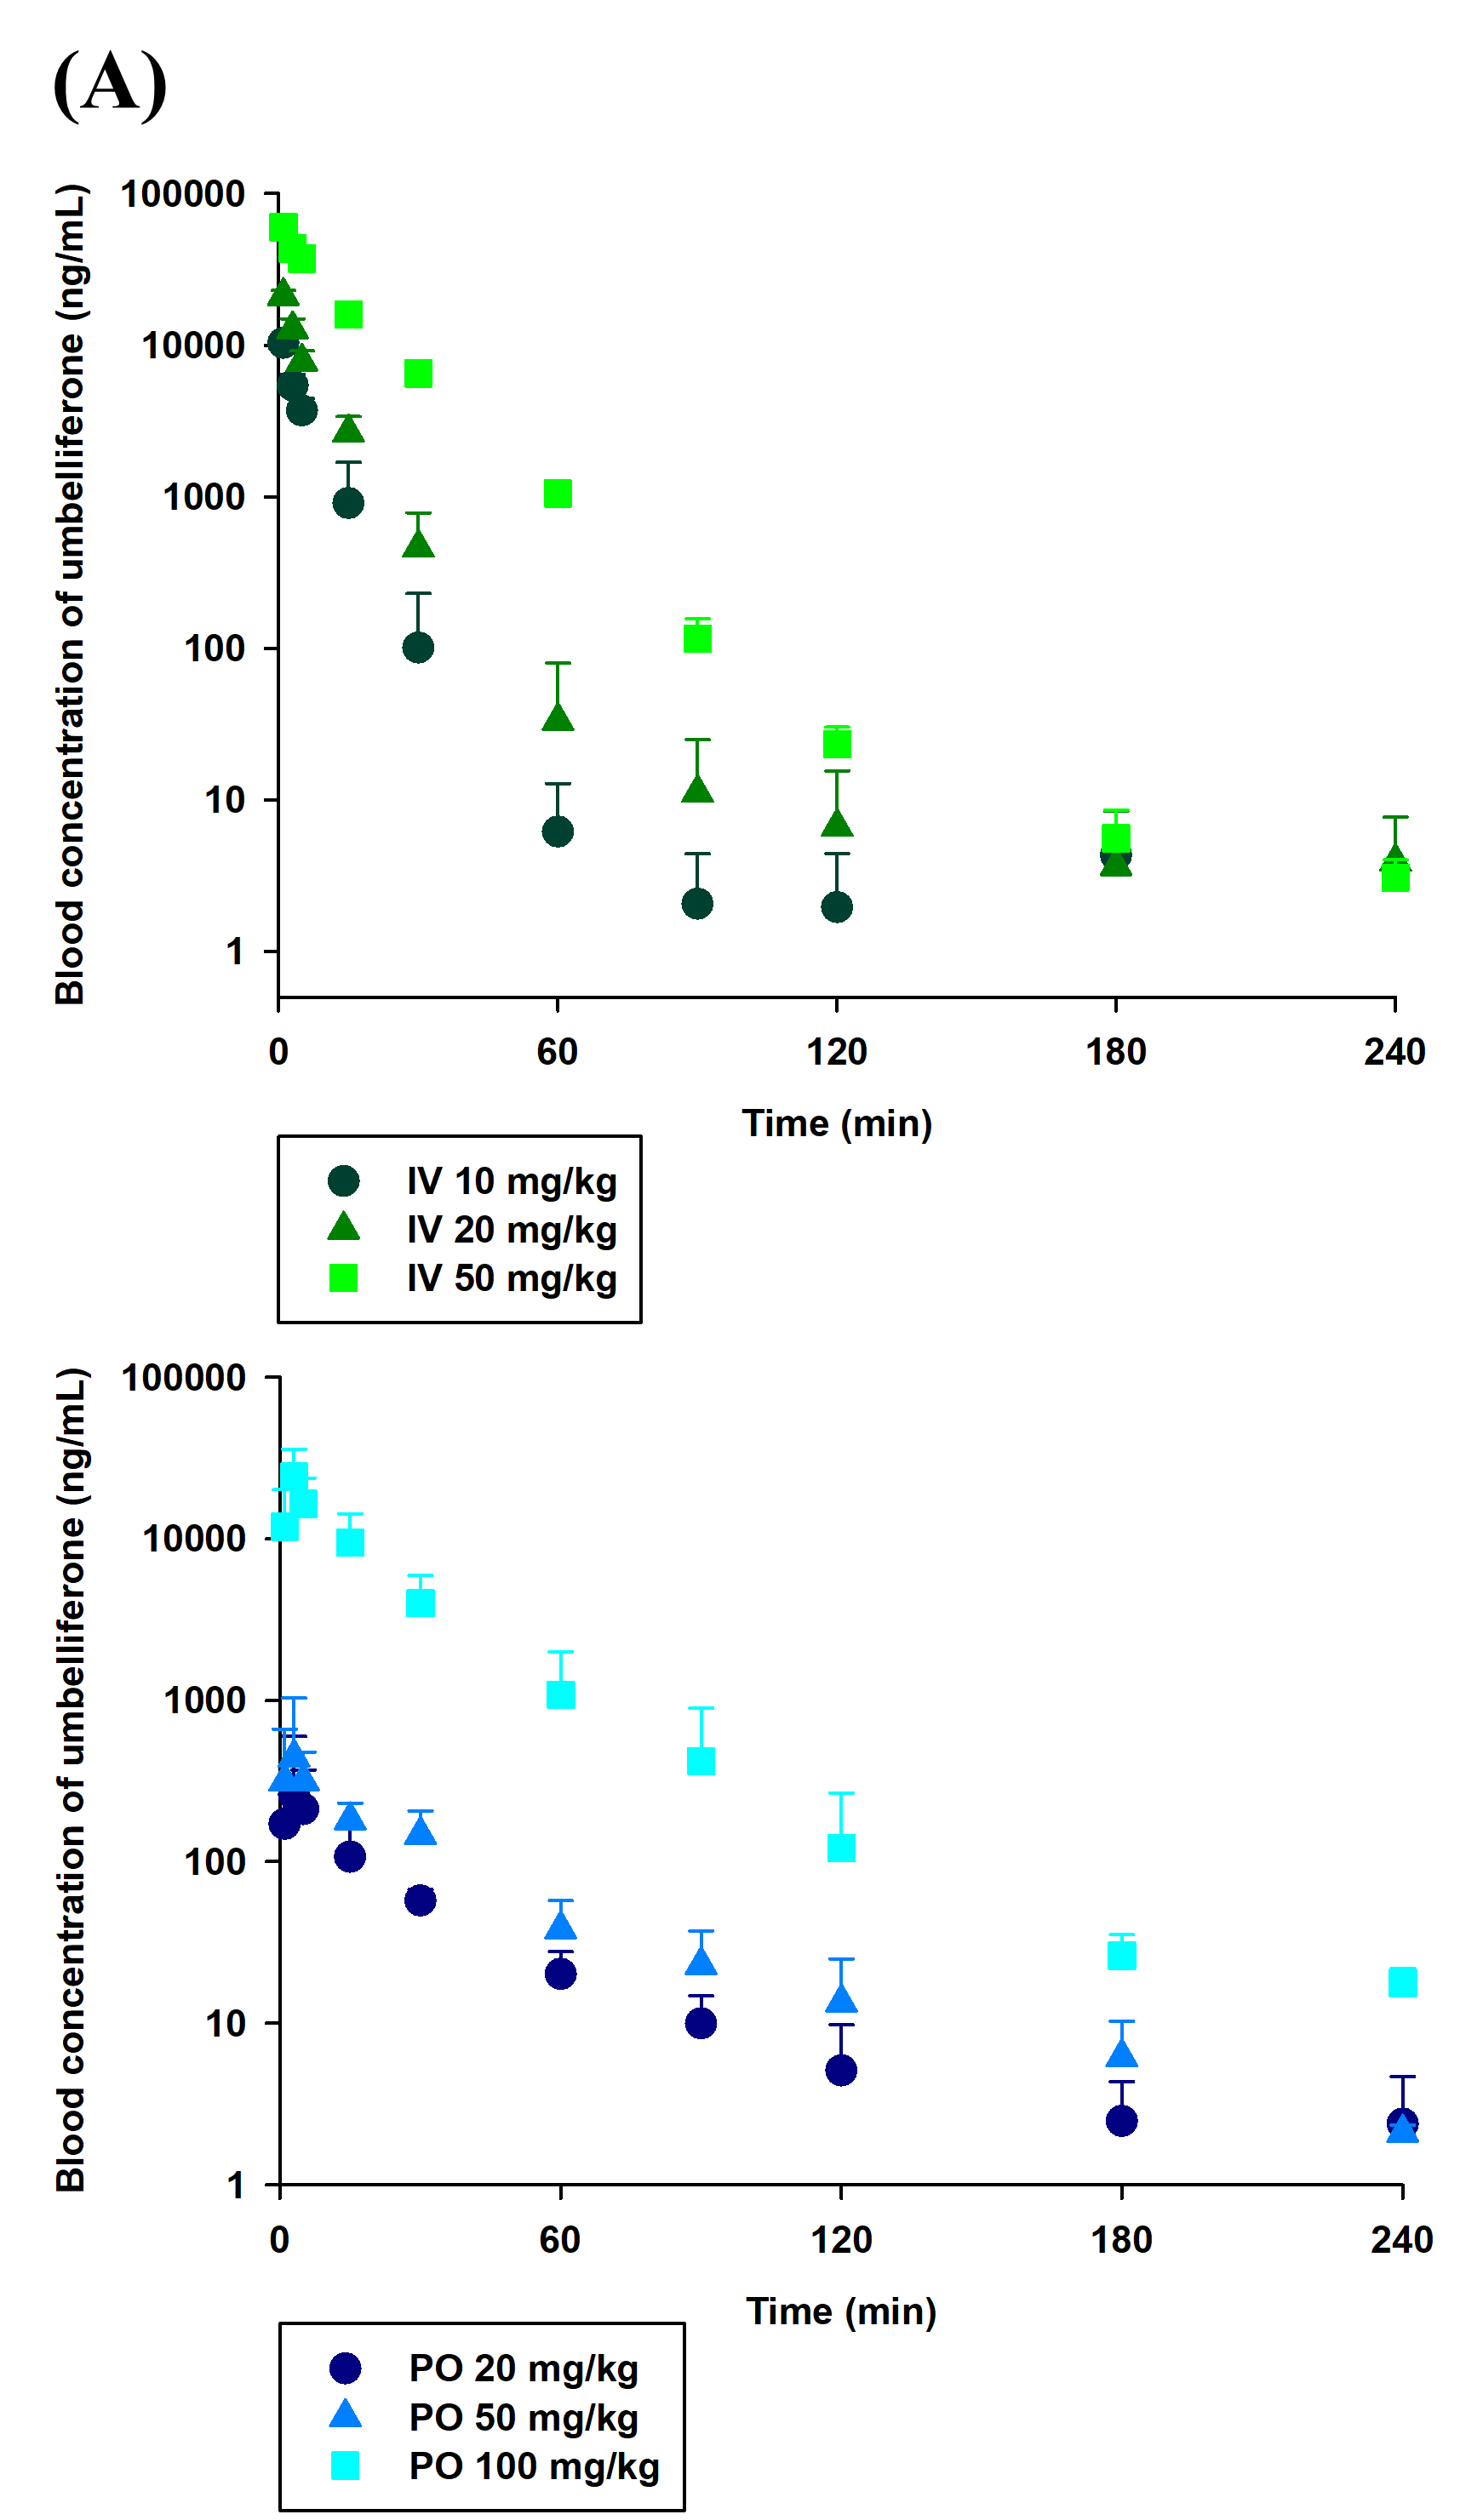 (A)
Blood concentration of umbelliferone (ng/mL)
100000
10000
1000
100
10
1
0 60 120 180 240
Time (min)
IV 10 mg/kg
IV 20 mg/kg
IV 50 mg/kg
Blood concentration of umbelliferone (ng/mL)
100000
10000
1000
100
10
1
0 60 120 180 240
Time (min)
PO 20 mg/kg
PO 50 mg/kg
PO 100 mg/kg